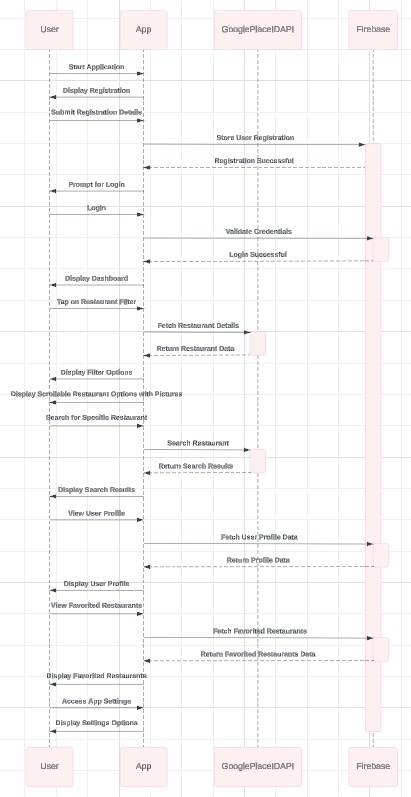 User App GooglePlaceIDAPI Firebase
Start Application
Display Registration
Submit Registration Details
Store User Registration
Registration Successful
Prompt for Login
Login
Validate Credentials
Login Successful
Display Dashboard
Tap on Restaurant Filter
Fetch Restaurant Details
Return Restaurant Data
Display Filter Options
Display Scrollable Restaurant Options with Pictures
Search for Specific Restaurant
Search Restaurant
Return Search Results
Display Search Results
View User Profile
Fetch User Profile Data
Return Profile Data
Display User Profile
View Favorited Restaurants
Fetch Favorited Restaurants
Return Favorited Restaurants Data
Display Favorited Restaurants
Access App Settings
Display Settings Options
User App GooglePlaceIDAPI Firebase